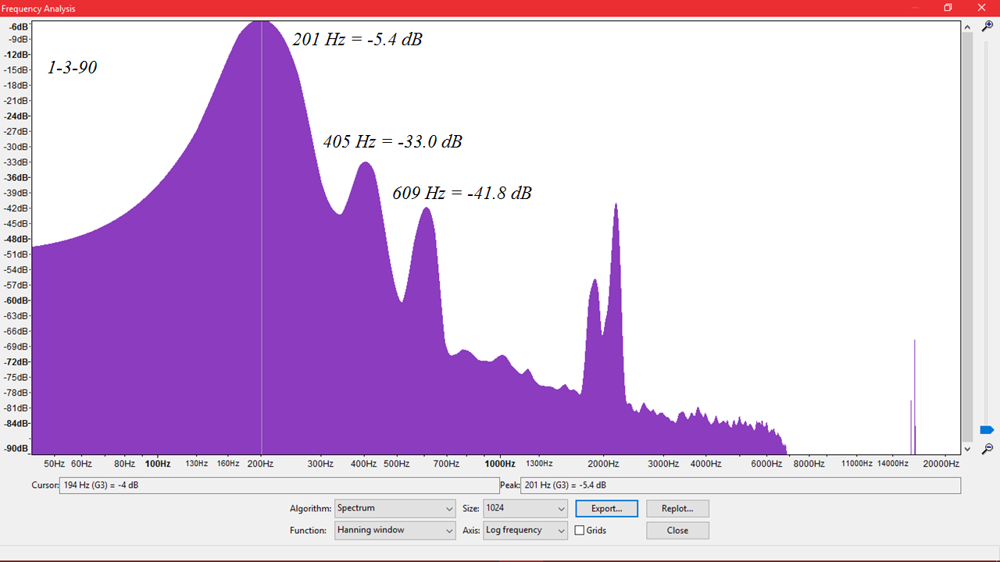 Frequency Analysis
201 Hz = -5.4 dB
1-3-90
405 Hz = -33.0 dB
609 Hz = -41.8 dB
-6dB
-9dB
-12dB
-15dB
-18dB
-21dB
-24dB
-27dB
-30dB
-33dB
-36dB
-39dB
-42dB
-45dB
-48dB
-51dB
-54dB
-57dB
-60dB
-63dB
-66dB
-69dB
-72dB
-75dB
-78dB
-81dB
-84dB
-90dB
50Hz 60Hz 80Hz 100Hz 130Hz 160Hz 200Hz 300Hz 400Hz 500Hz 700Hz 1000Hz 1300Hz 2000Hz 3000Hz 4000Hz 6000Hz 8000Hz 11000Hz 14000Hz 20000Hz
Cursor: 194 Hz (G3) = -4 dB Peak: 201 Hz (G3) = -5.4 dB
Algorithm: Spectrum Size: 1024 Export... Replot...
Function: Hanning window Axis: Log frequency Grids Close